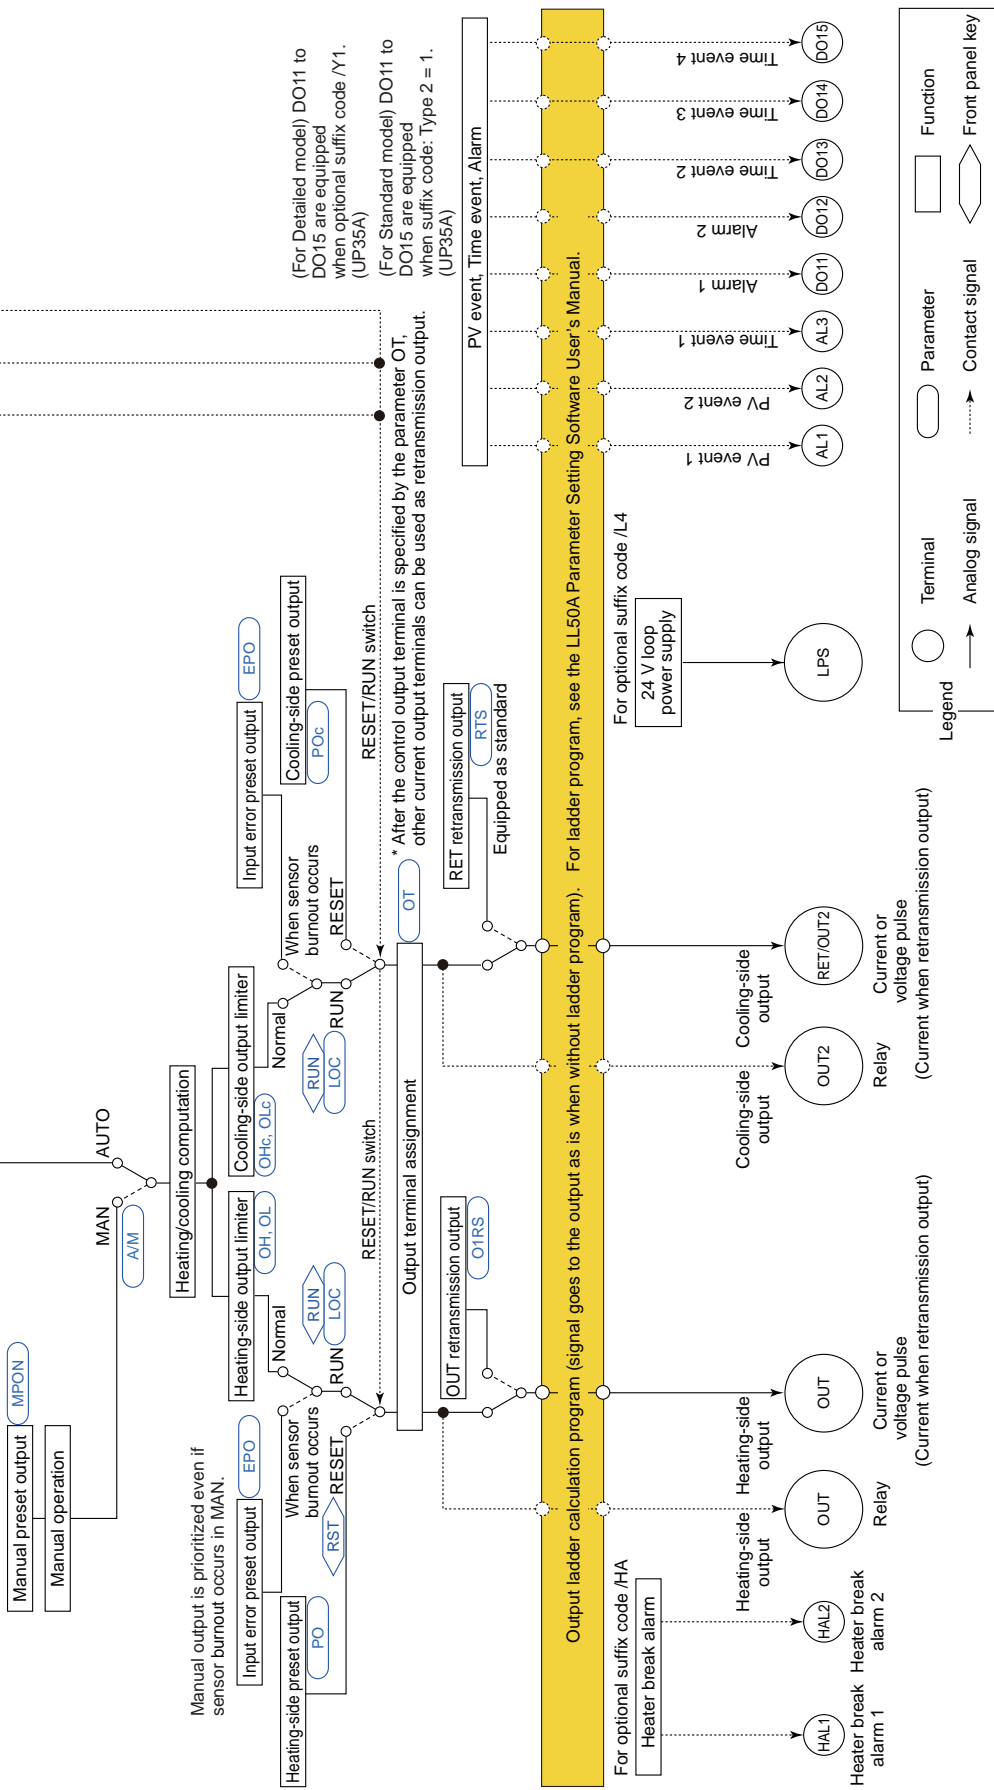 Manual preset output
MPON
Manual operation
MAN
AUTO
A/M
Heating/cooling computation
Manual output is prioritized even if
sensor burnout occurs in MAN.
Input error preset output
EPO
Heating-side output limiter
OH, OL
Cooling-side output limiter
OHc, OLc
Input error preset output
EPO
Heating-side preset output
PO
When sensor
burnout occurs
Normal
RST
RESET
RUN
RUN
LOC
Normal
When sensor
burnout occurs
RUN
LOC
RUN
RESET
Cooling-side preset output
POc
RESET/RUN switch
RESET/RUN switch
Output terminal assignment
OT
* After the control output terminal is specified by the parameter OT,
other current output terminals can be used as retransmission output.
(For Detailed model) DO11 to
DO15 are equipped
when optional suffix code /Y1.
(UP35A)
(For Standard model) DO11 to
DO15 are equipped
when suffix code: Type 2 = 1.
(UP35A)
OUT retransmission output
O1RS
RET retransmission output
RTS
Equipped as standard
PV event, Time event, Alarm
Output ladder calculation program (signal goes to the output as is when without ladder program). For ladder program, see the LL50A Parameter Setting Software User's Manual.
For optional suffix code /HA
Heater break alarm
HAL1
Heater break
alarm 1
HAL2
Heater break
alarm 2
Heating-side
output
OUT
Relay
Heating-side
output
OUT
Current or
voltage pulse
(Current when retransmission output)
Cooling-side
output
OUT2
Relay
Cooling-side
output
RET/OUT2
Current or
voltage pulse
(Current when retransmission output)
For optional suffix code /L4
24 V loop
power supply
LPS
PV event 1
AL1
PV event 2
AL2
Time event 1
AL3
Alarm 1
DO11
Alarm 2
DO12
Time event 2
DO13
Time event 3
DO14
Time event 4
DO15
Legend
Terminal
Parameter
Function
Analog signal
Contact signal
Front panel key